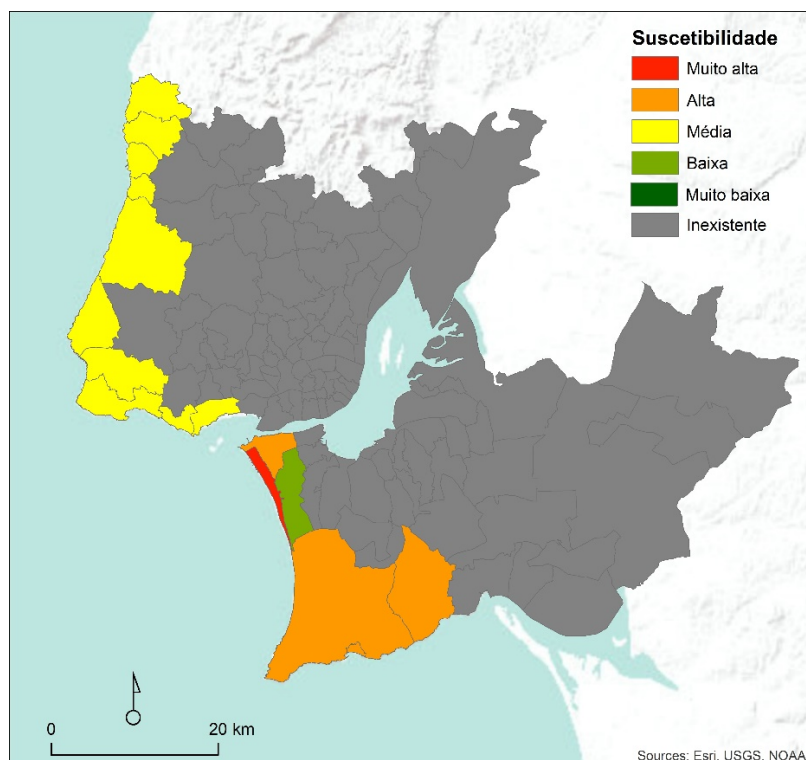 Suscetibilidade
Muito alta
Alta
Média
Baixa
Muito baixa
Inexistente
0
20 km
Sources: Esri, USGS, NOAA